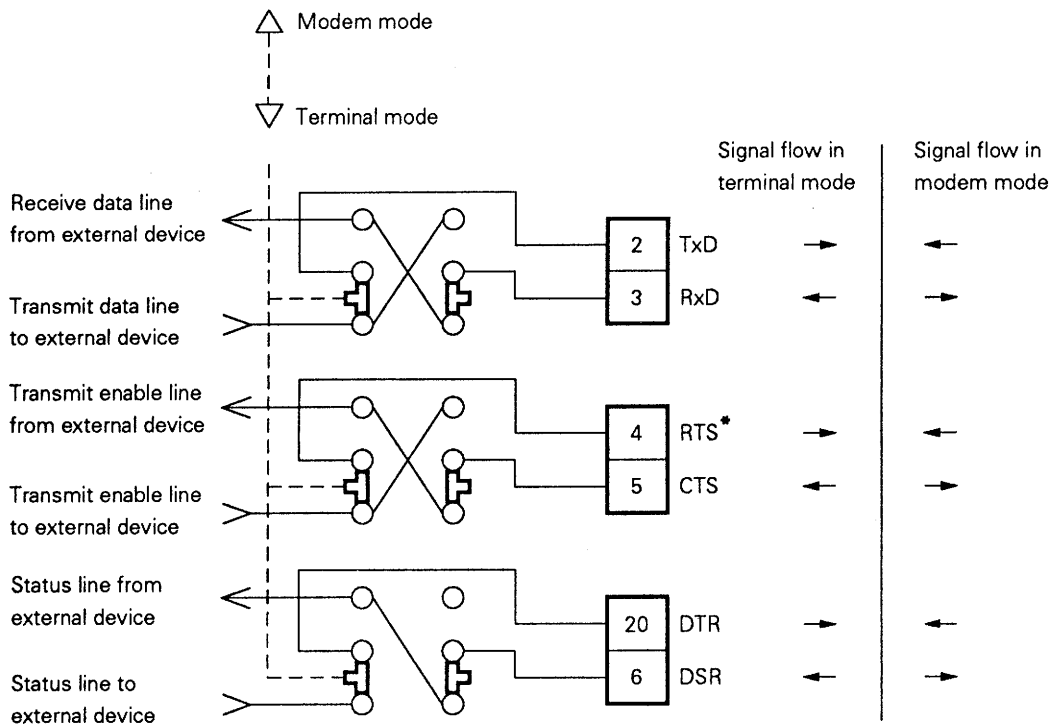 Modem mode
Terminal mode
Signal flow in
terminal mode
Signal flow in
modem mode
Receive data line
from external device
Transmit data line
to external device
2 TxD
3 RxD
Transmit enable line
from external device
Transmit enable line
to external device
4 RTS*
5 CTS
Status line from
external device
Status line to
external device
20 DTR
6 DSR